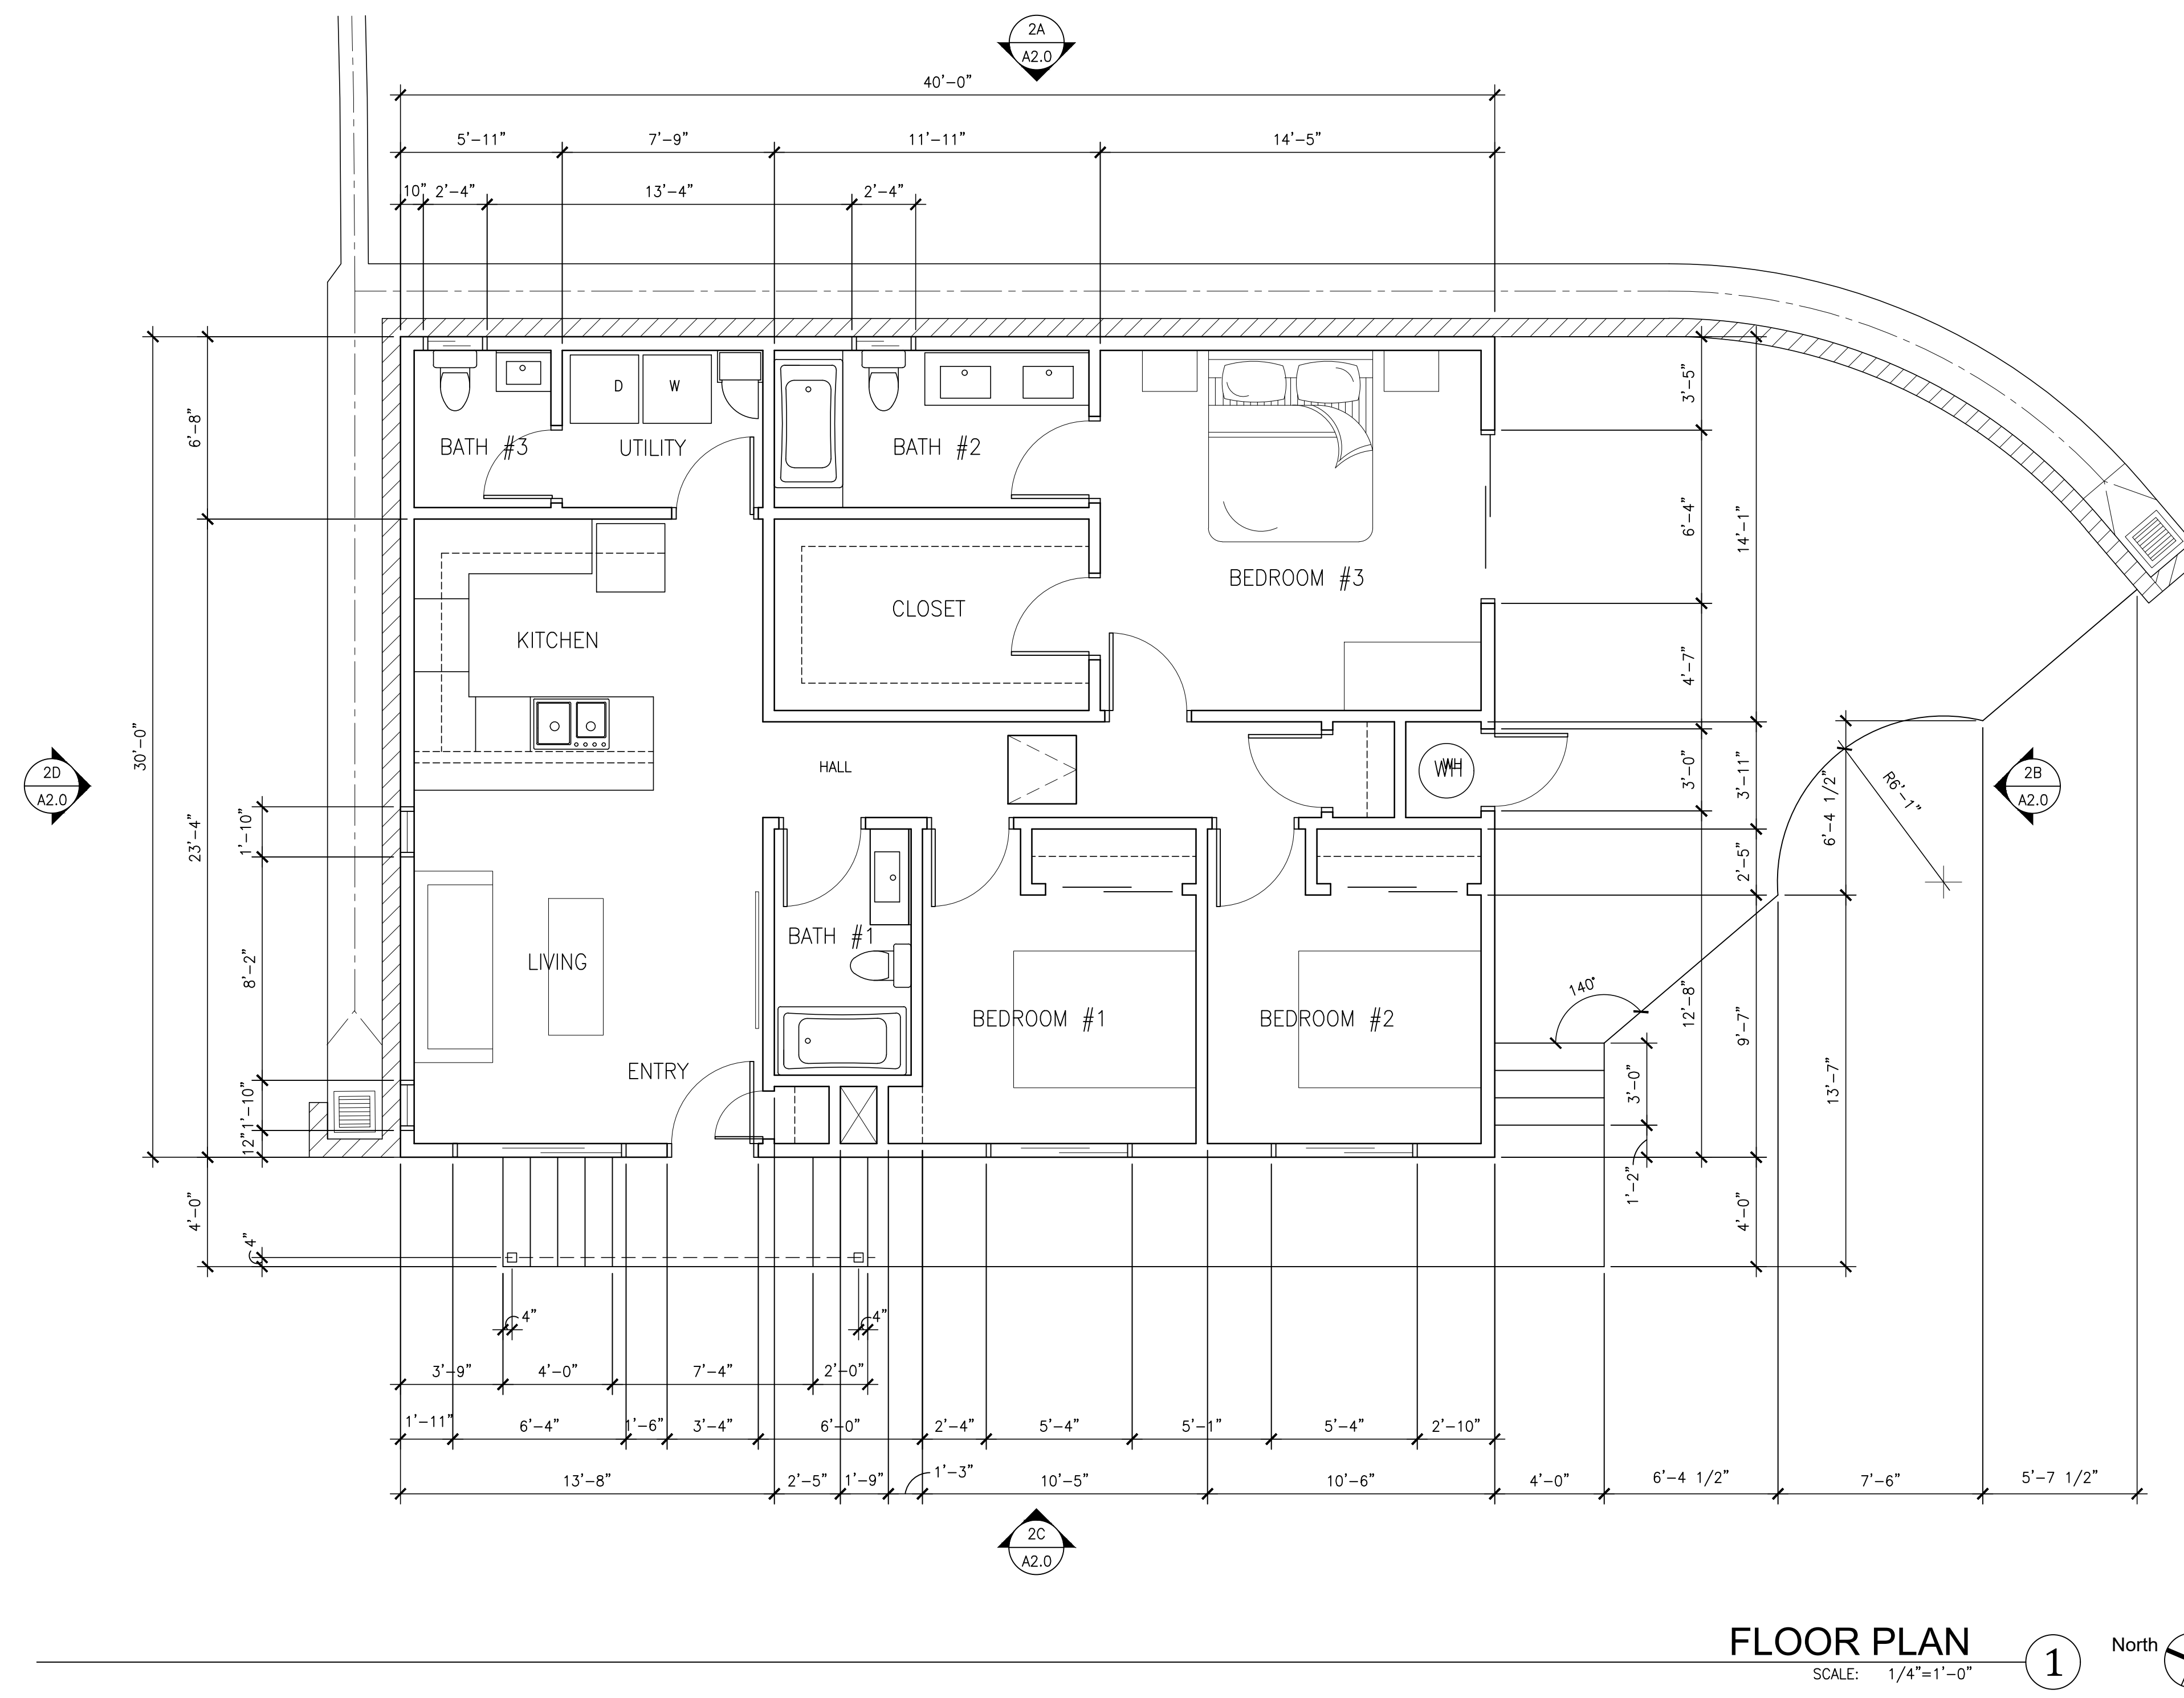 2A
A2.0
40'-0"
5'-11" 7'-9" 11'-11" 14'-5"
10" 2'-4" 13'-4" 2'-4"
D W
BATH #3 UTILITY BATH #2
6'-8"
3'-5"
6'-4"
14'-1"
BEDROOM #3
CLOSET
KITCHEN
4'-7"
30'-0"
2D
A2.0
HALL
WH
WH
3'-0"
3'-11"
6'-4 1/2"
R6'-1"
2B
A2.0
23'-4"
1'-10"
2'-5"
BATH #1
LIVING
8'-2"
140°
BEDROOM #1 BEDROOM #2
12'-8"
9'-7"
ENTRY
3'-0"
13'-7"
1'-10"
12"
1'-2"
4'-0"
4'-0"
4"
4" 4"
3'-9" 4'-0" 7'-4" 2'-0"
1'-11" 6'-4" 1'-6" 3'-4" 6'-0" 2'-4" 5'-4" 5'-1" 5'-4" 2'-10"
13'-8" 2'-5" 1'-9" 1'-3" 10'-5" 10'-6" 4'-0" 6'-4 1/2" 7'-6" 5'-7 1/2"
2C
A2.0
FLOOR PLAN 1 North
SCALE: 1/4"=1'-0"